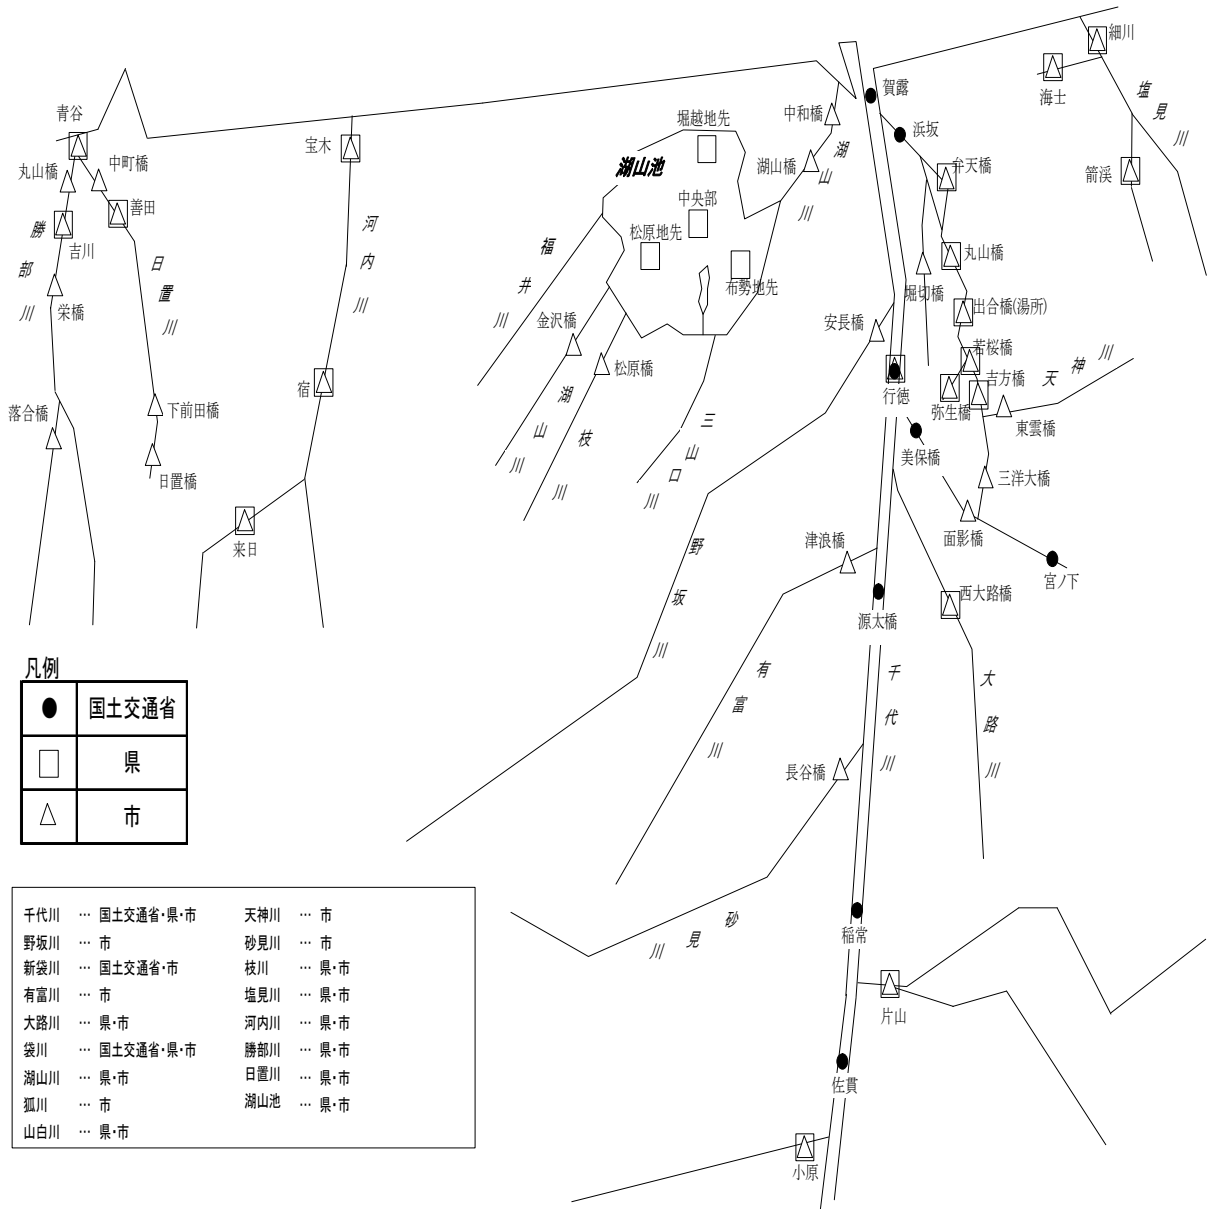 細川
海士
塩見川
箭渓
賀露
浜坂
中和橋
湖山橋
湖山川
堀越地先
湖山池
中央部
松原地先
布勢地先
青谷
丸山橋
中町橋
善田
吉川
勝部川
日置川
栄橋
落合橋
下前田橋
日置橋
宝木
河内川
宿
来日
福井川
金沢橋
松原橋
湖山川
枝川
三山口川
安長橋
弁天橋
丸山橋
堀切橋
出合橋(湯所)
若桜橋
吉方橋
弥生橋
天神川
東雲橋
行徳
美保橋
三洋大橋
面影橋
宮ノ下
野坂川
津浪橋
源太橋
西大路橋
有富川
千代川
大路川
長谷橋
砂見川
稲常
片山
佐貫
小原
凡例
国土交通省
県
市
千代川 … 国土交通省・県・市
野坂川 … 市
新袋川 … 国土交通省・市
有富川 … 市
大路川 … 県・市
袋川 … 国土交通省・県・市
湖山川 … 県・市
狐川 … 市
山白川 … 県・市
天神川 … 市
砂見川 … 市
枝川 … 県・市
塩見川 … 県・市
河内川 … 県・市
勝部川 … 県・市
日置川 … 県・市
湖山池 … 県・市